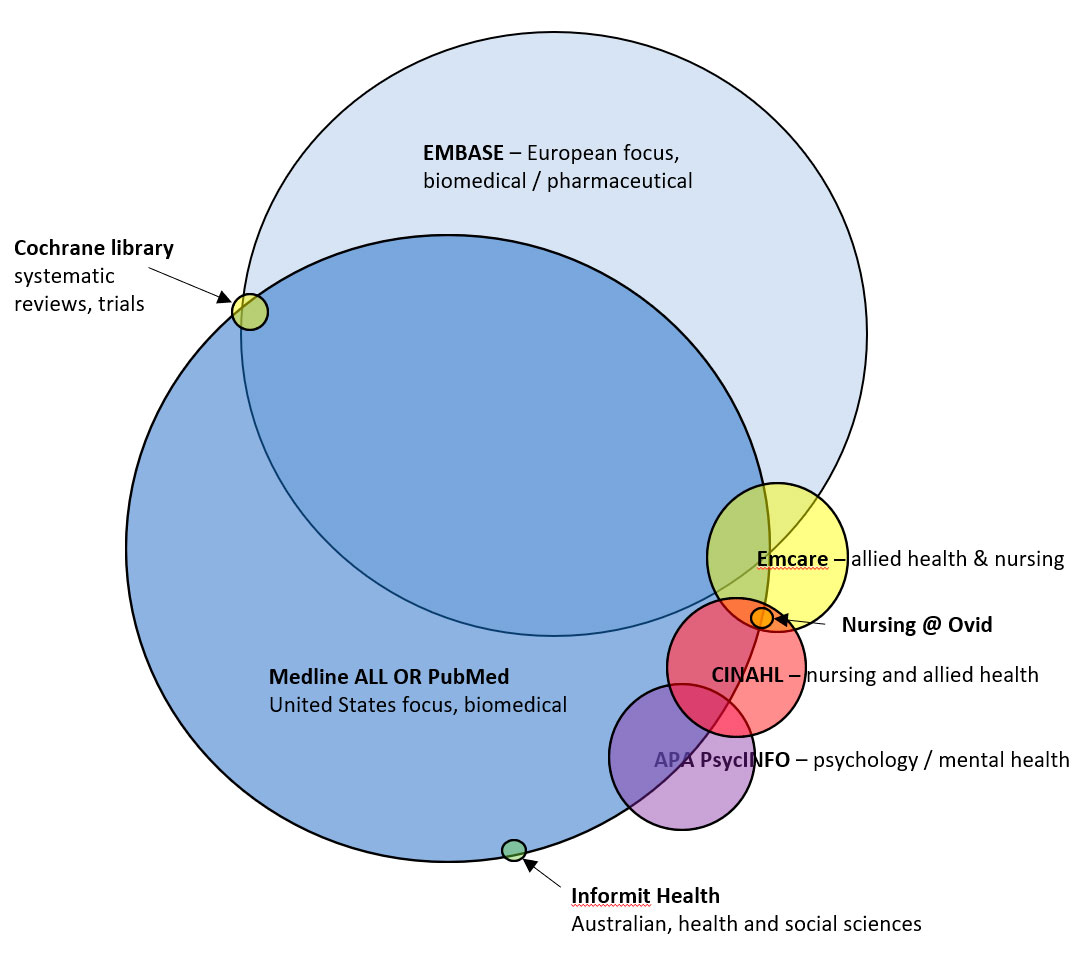 EMBASE – European focus,
biomedical / pharmaceutical
Cochrane library
systematic
reviews, trials
Emcare – allied health & nursing
Nursing @ Ovid
CINAHL – nursing and allied health
Medline ALL OR PubMed
United States focus, biomedical
APA PsycINFO – psychology / mental health
Informit Health
Australian, health and social sciences